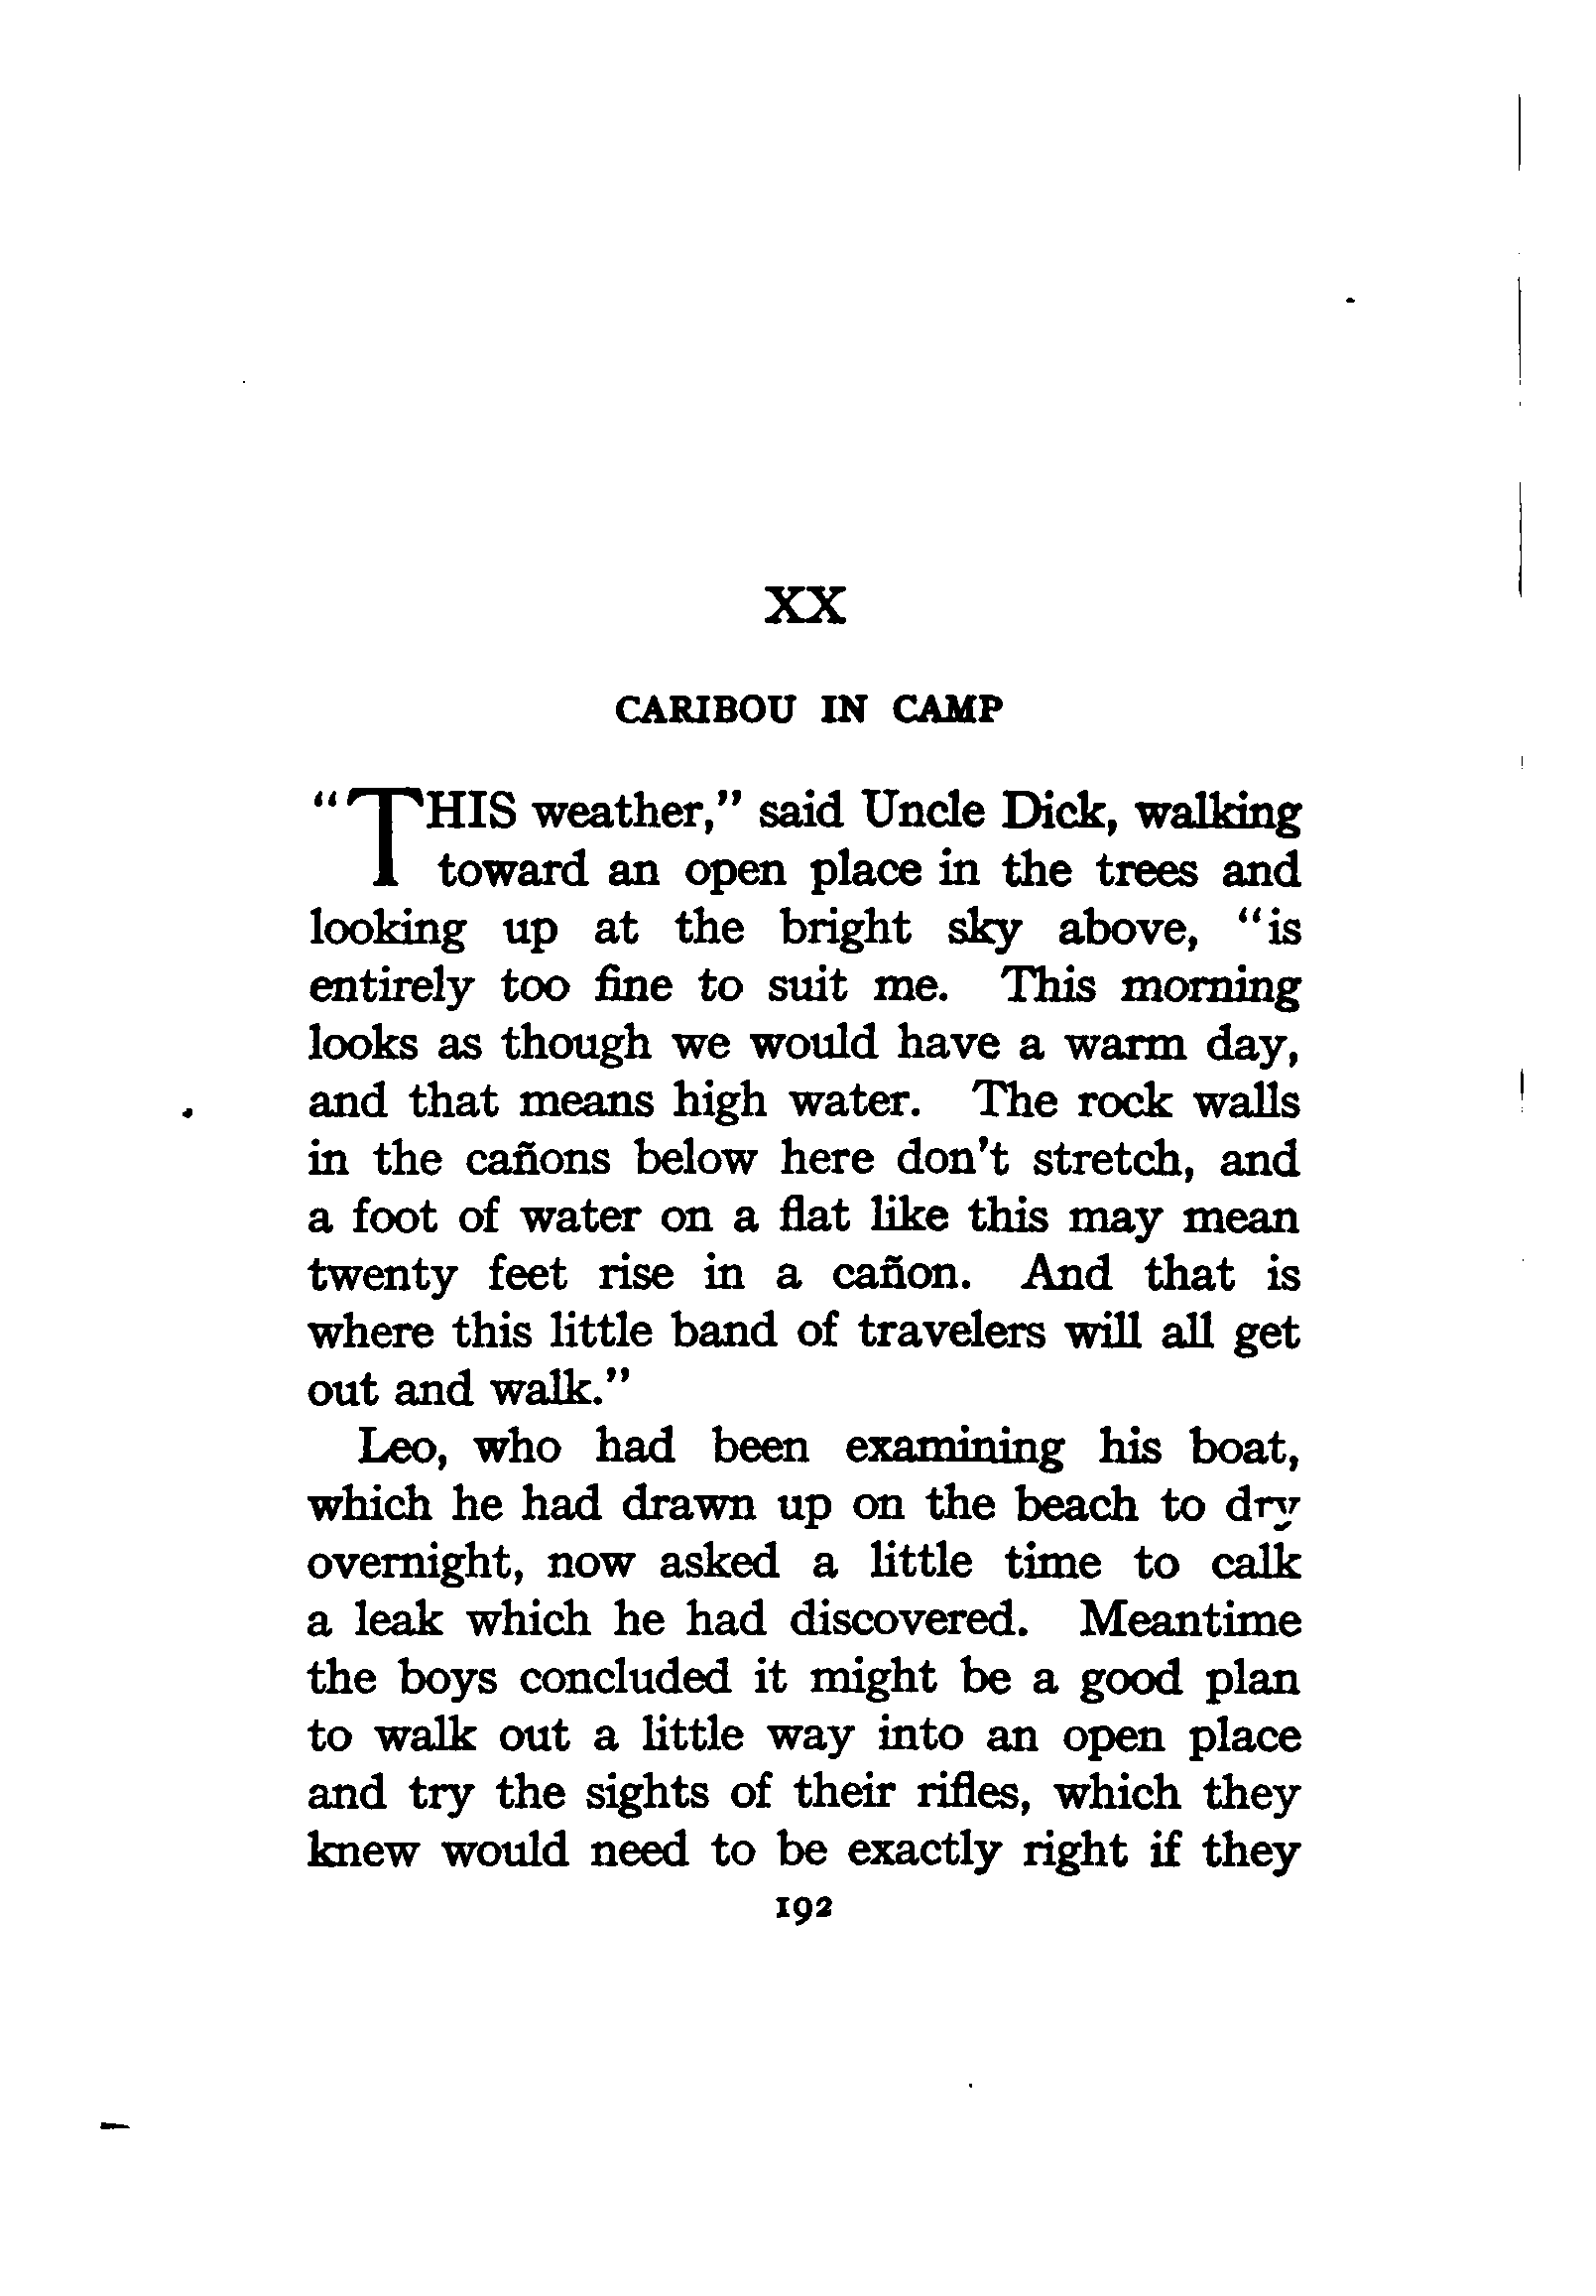 XX
CARIBOU IN CAMP
“THIS weather,” said Uncle Dick, walking
toward an open place in the trees and
looking up at the bright sky above, “is
entirely too fine to suit me. This morning
looks as though we would have a warm day,
and that means high water. The rock walls
in the cañons below here don't stretch, and
a foot of water on a flat like this may mean
twenty feet rise in a cañon. And that is
where this little band of travelers will all get
out and walk.”
Leo, who had been examining his boat,
which he had drawn up on the beach to dry
overnight, now asked a little time to calk
a leak which he had discovered. Meantime
the boys concluded it might be a good plan
to walk out a little way into an open place
and try the sights of their rifles, which they
knew would need to be exactly right if they
192